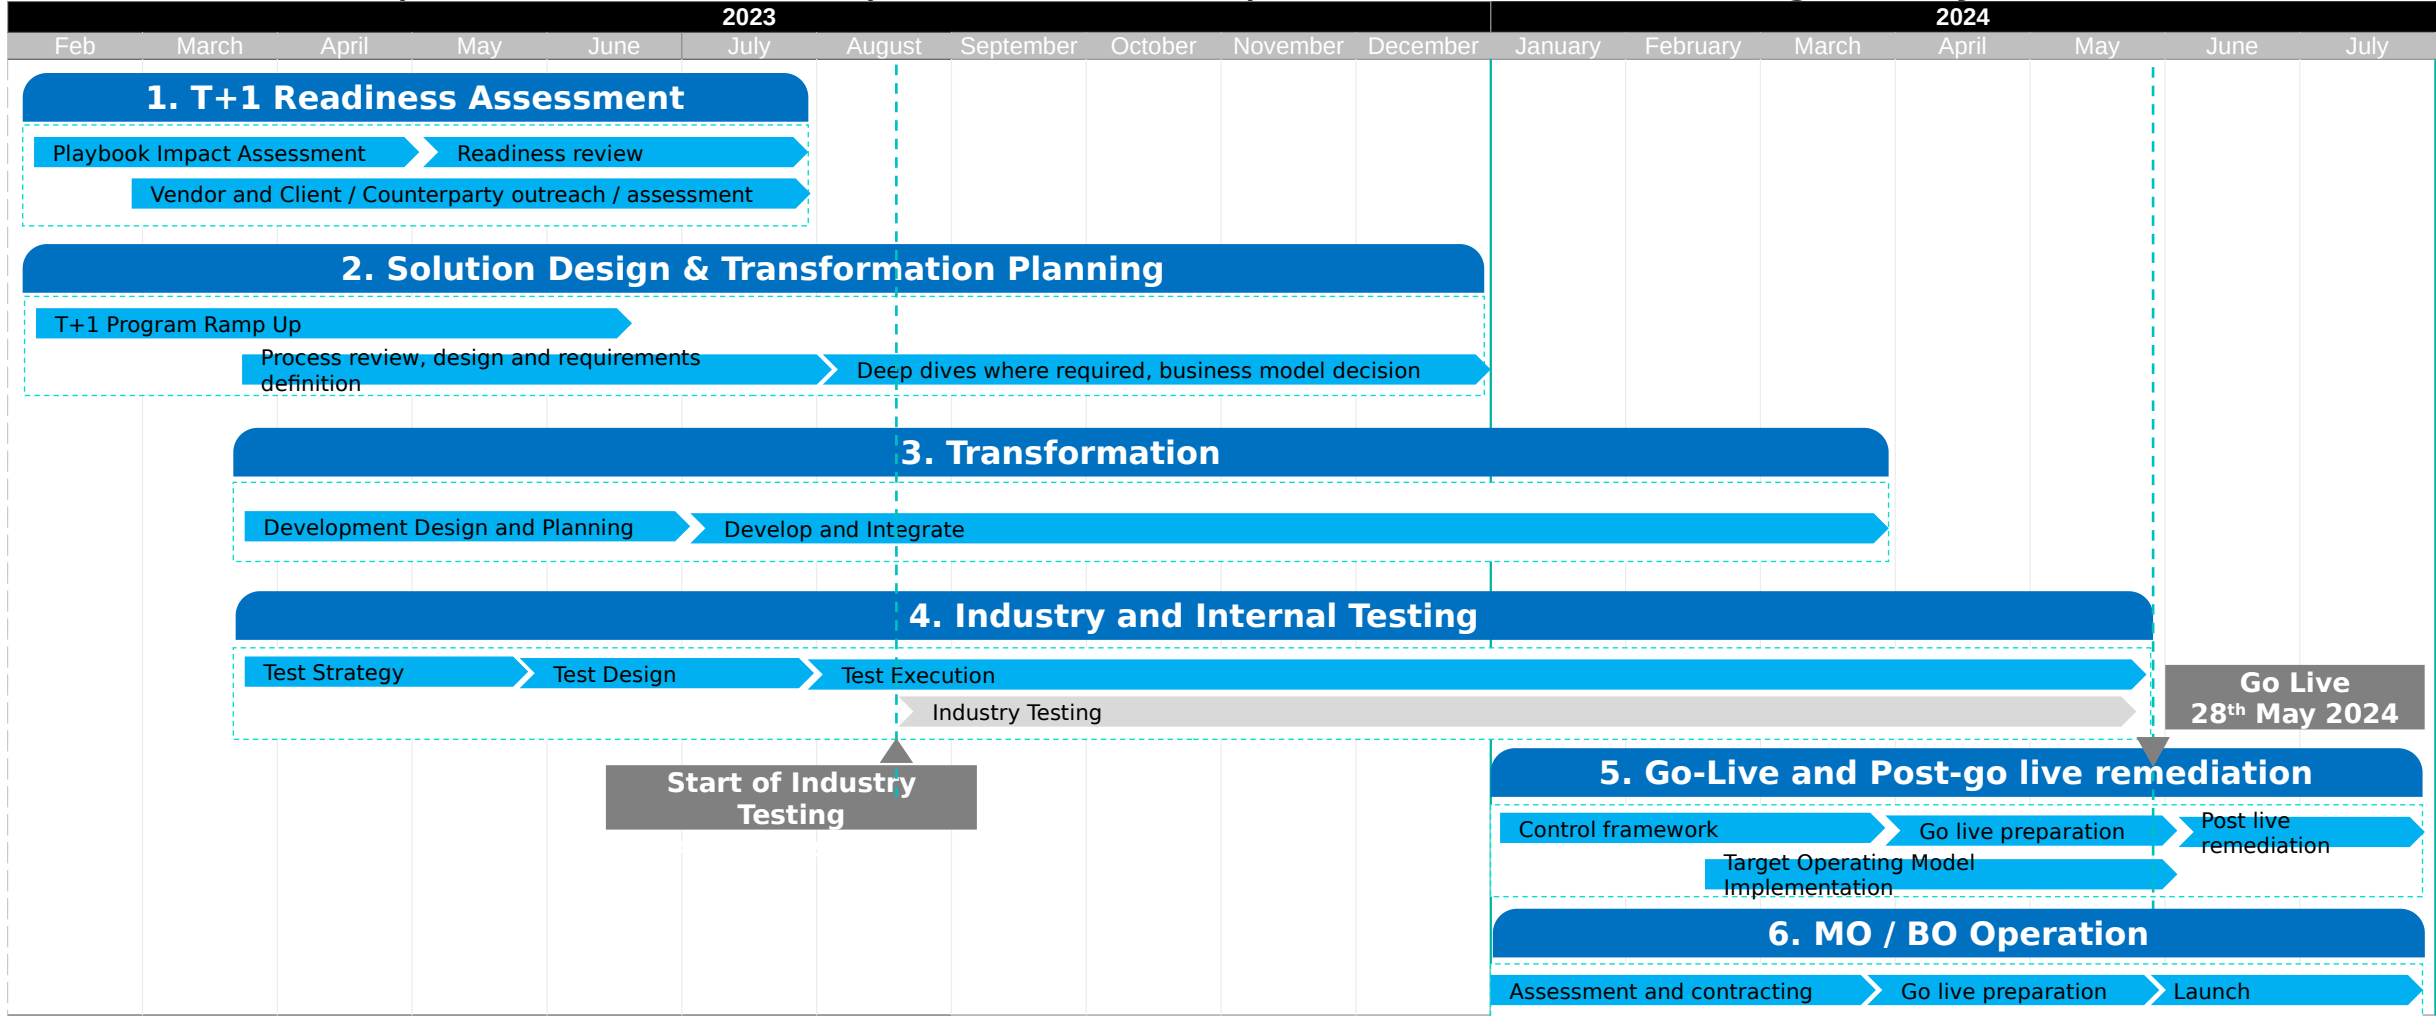 2023
2024
Feb March April May June July August September October November December January February March April May June July
1. T+1 Readiness Assessment
Playbook Impact Assessment
Readiness review
Vendor and Client / Counterparty outreach / assessment
2. Solution Design & Transformation Planning
T+1 Program Ramp Up
Process review, design and requirements
definition
Deep dives where required, business model decision
3. Transformation
Development Design and Planning
Develop and Integrate
4. Industry and Internal Testing
Test Strategy
Test Design
Test Execution
Industry Testing
Go Live
28th May 2024
Start of Industry
Testing
5. Go-Live and Post-go live remediation
Control framework
Go live preparation
Post live
remediation
Target Operating Model
Implementation
6. MO / BO Operation
Assessment and contracting
Go live preparation
Launch